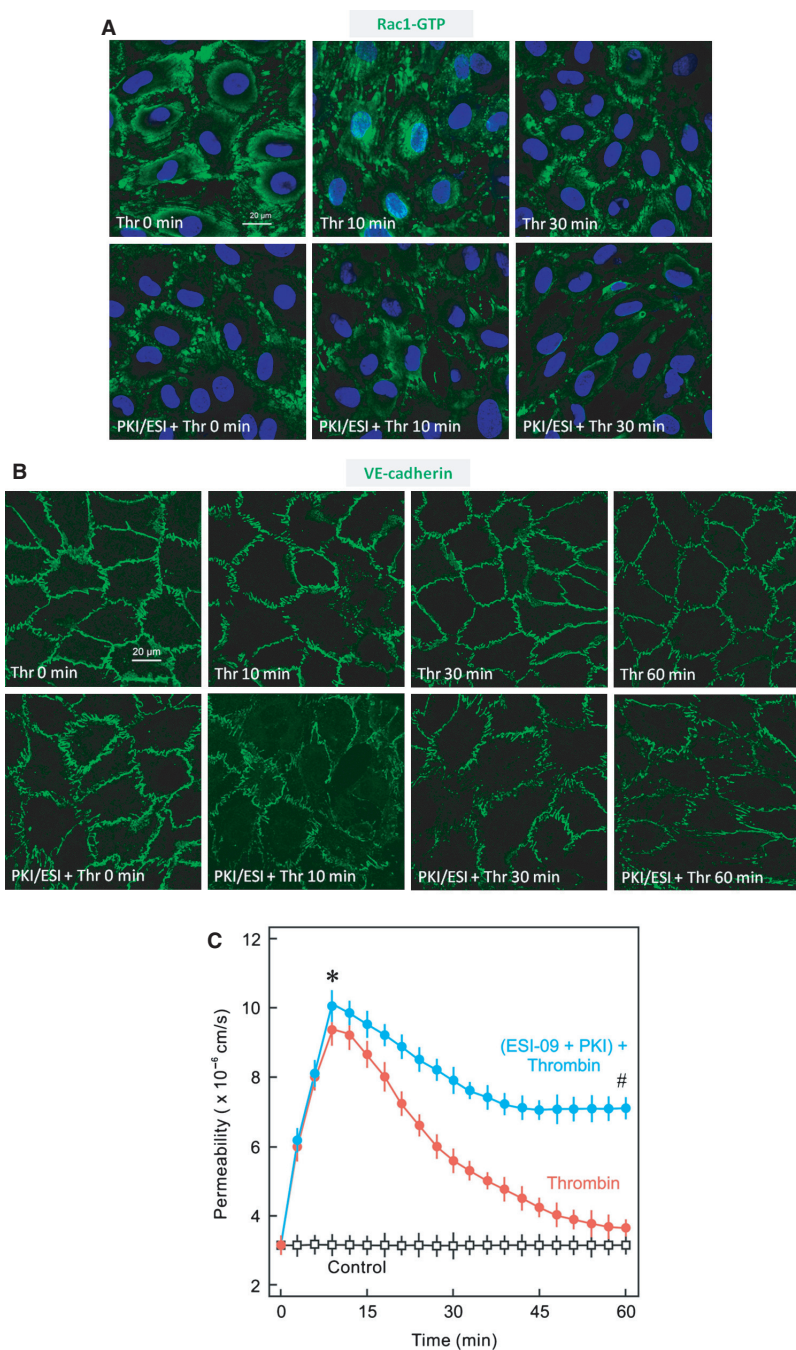 A
Rac1-GTP
Thr 0 min
20 µm
Thr 10 min
Thr 30 min
PKI/ESI + Thr 0 min
PKI/ESI + Thr 10 min
PKI/ESI + Thr 30 min
B
VE-cadherin
Thr 0 min
20 µm
Thr 10 min
Thr 30 min
Thr 60 min
PKI/ESI + Thr 0 min
PKI/ESI + Thr 10 min
PKI/ESI + Thr 30 min
PKI/ESI + Thr 60 min
C
12
10
8
6
4
2
Permeability ( x 10⁻⁶ cm/s)
*
(ESI-09 + PKI) +
Thrombin
#
Thrombin
Control
0
15
30
45
60
Time (min)